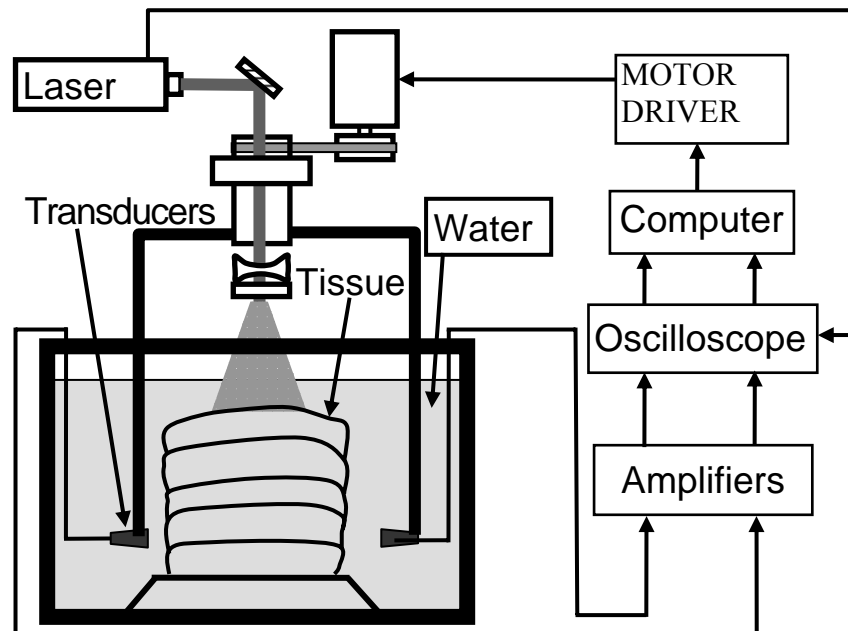 Laser
MOTOR
DRIVER
Transducers
Water
Computer
Tissue
Oscilloscope
Amplifiers